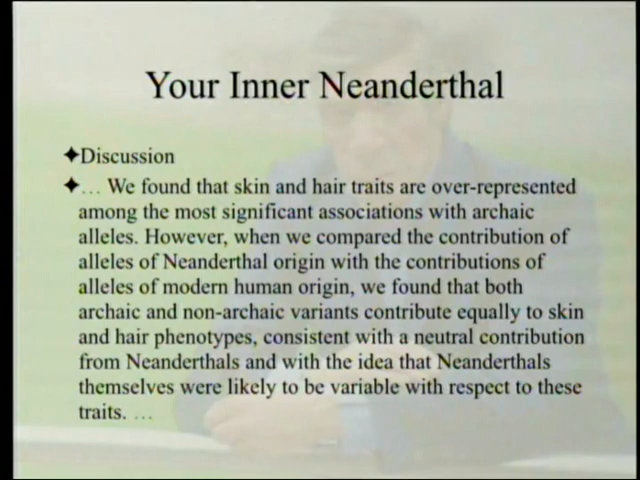 Your Inner Neanderthal
✦Discussion
✦… We found that skin and hair traits are over-represented
among the most significant associations with archaic
alleles. However, when we compared the contribution of
alleles of Neanderthal origin with the contributions of
alleles of modern human origin, we found that both
archaic and non-archaic variants contribute equally to skin
and hair phenotypes, consistent with a neutral contribution
from Neanderthals and with the idea that Neanderthals
themselves were likely to be variable with respect to these
traits. …